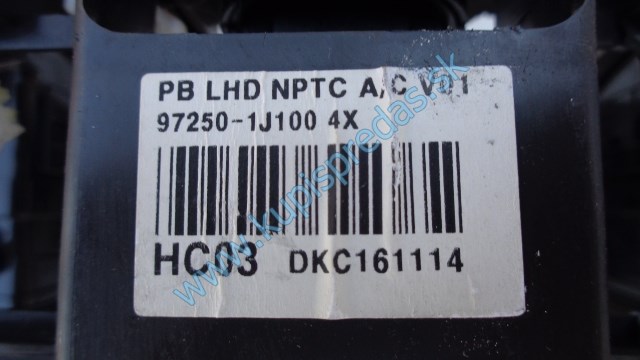 PB LHD NPTC A/C V01
97250-1J100 4X
HC03 DKC161114
www.kupispredas.sk